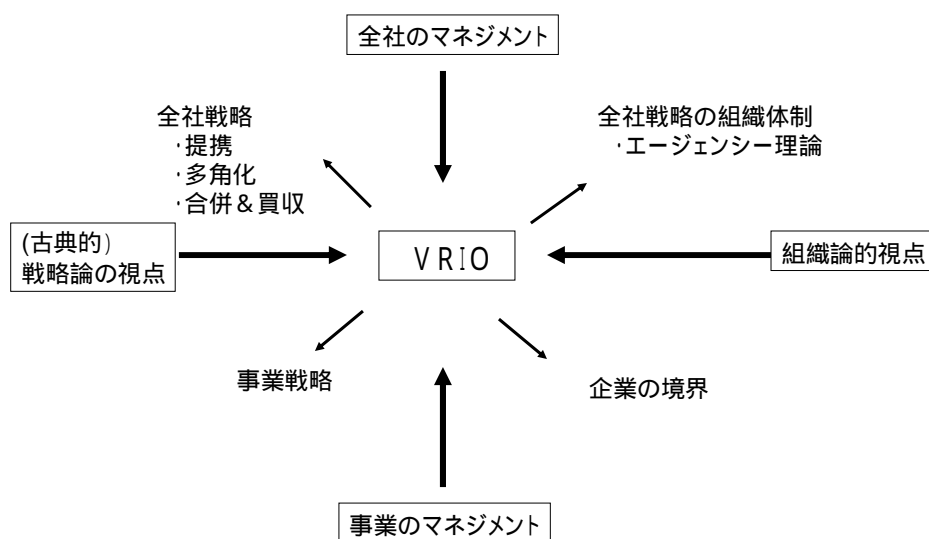 全社のマネジメント
全社戦略
・提携
・多角化
・合併＆買収
全社戦略の組織体制
・エージェンシー理論
(古典的)
戦略論の視点
ＶＲＩＯ
組織論的視点
事業戦略
企業の境界
事業のマネジメント